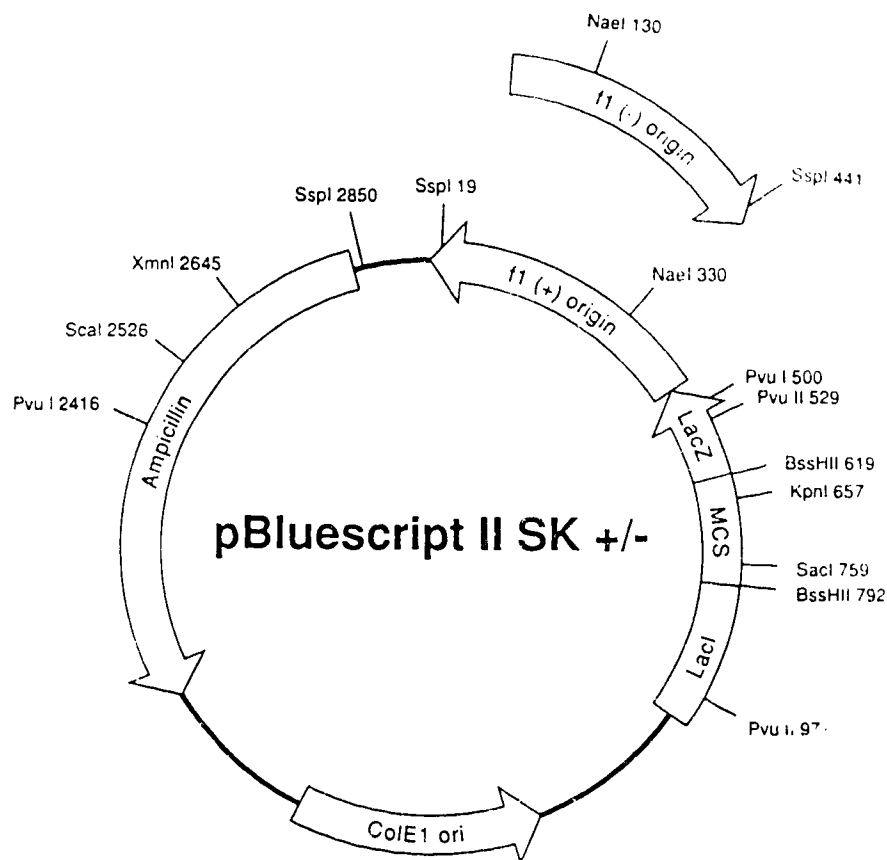 NaeI 130
f1 (-) origin
SspI 441
SspI 2850
SspI 19
XmnI 2645
NaeI 330
f1 (+) origin
ScaI 2526
Pvu I 2416
Ampicillin
Pvu I 500
Pvu II 529
LacZ
BssHII 619
KpnI 657
MCS
pBluescript II SK +/-
SacI 759
BssHII 792
LacI
Pvu
ColE1 ori